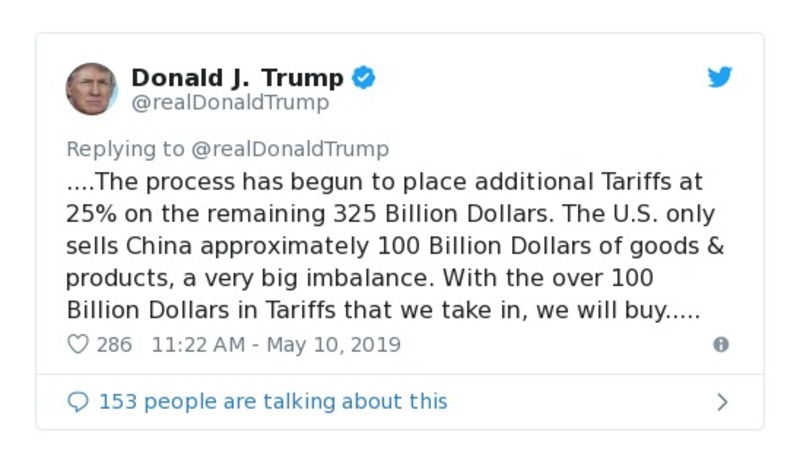 Donald J. Trump
@realDonaldTrump
Replying to @realDonaldTrump
....The process has begun to place additional Tariffs at
25% on the remaining 325 Billion Dollars. The U.S. only
sells China approximately 100 Billion Dollars of goods &
products, a very big imbalance. With the over 100
Billion Dollars in Tariffs that we take in, we will buy.....
286 11:22 AM - May 10, 2019
153 people are talking about this